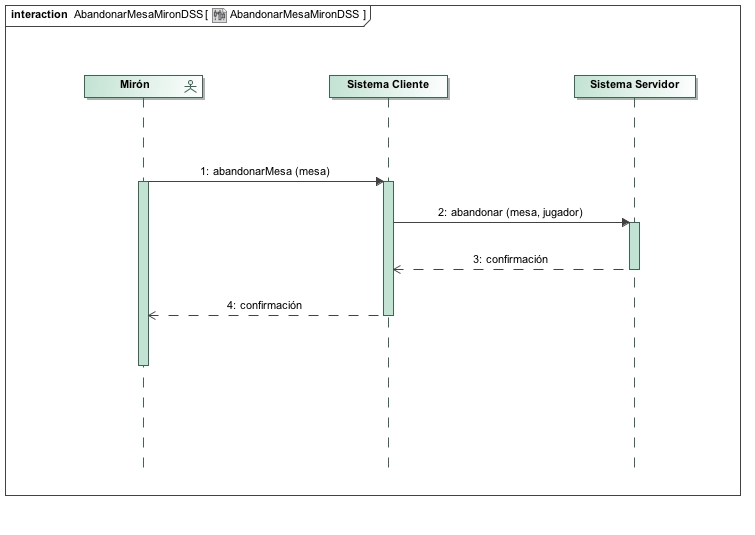 interaction AbandonarMesaMironDSS[ AbandonarMesaMironDSS ]
Mirón
Sistema Cliente
Sistema Servidor
1: abandonarMesa (mesa)
2: abandonar (mesa, jugador)
3: confirmación
4: confirmación